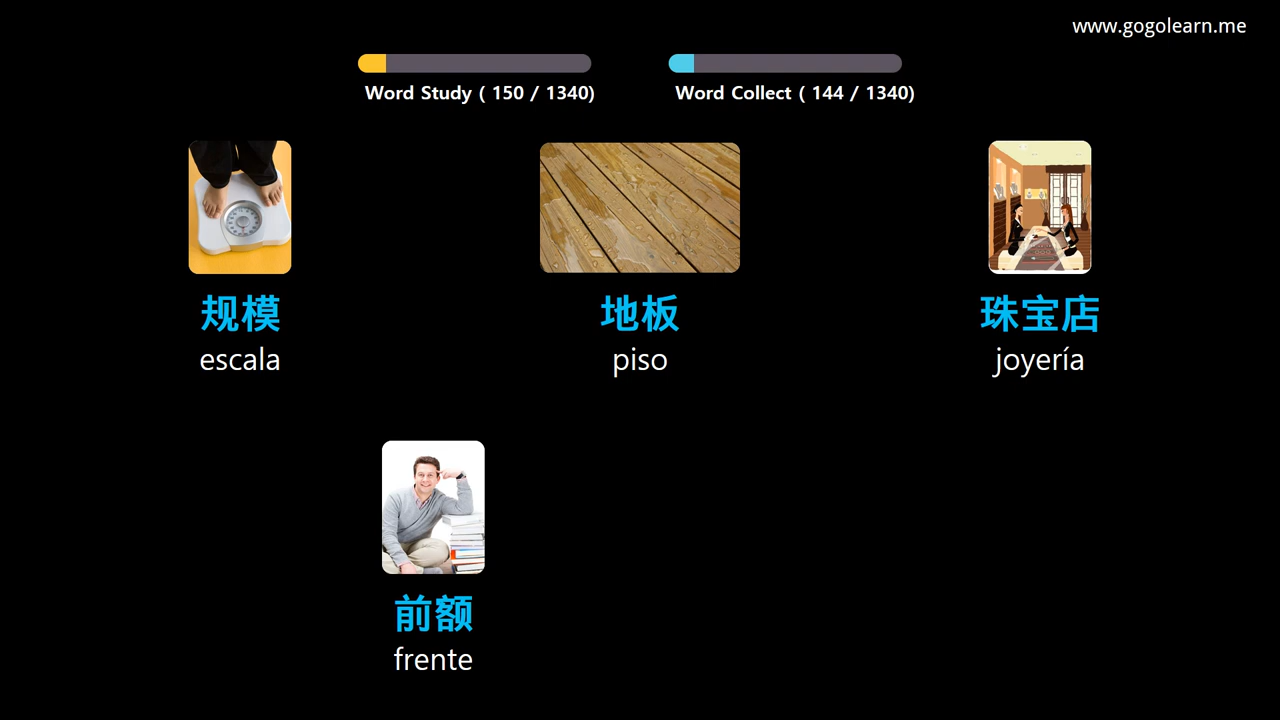 www.gogolearn.me
Word Study ( 150 / 1340)
Word Collect ( 144 / 1340)
规模
escala
地板
piso
珠宝店
joyería
前额
frente